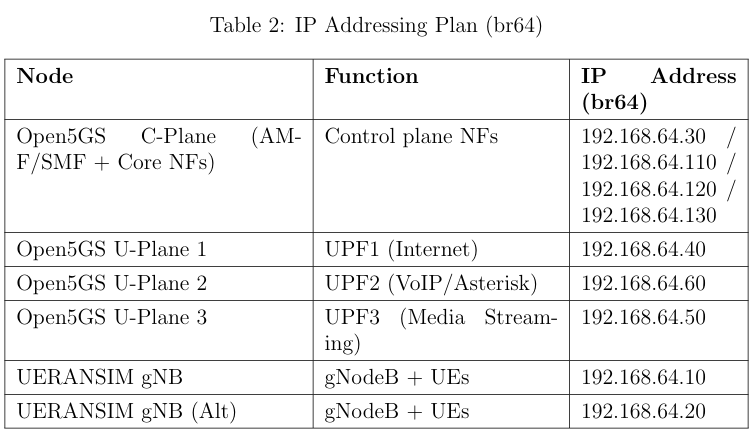 Table 2: IP Addressing Plan (br64)
Node Function IP Address
(br64)
Open5GS C-Plane (AM-
F/SMF + Core NFs)
Control plane NFs
192.168.64.30 /
192.168.64.110 /
192.168.64.120 /
192.168.64.130
Open5GS U-Plane 1 UPF1 (Internet) 192.168.64.40
Open5GS U-Plane 2 UPF2 (VoIP/Asterisk) 192.168.64.60
Open5GS U-Plane 3 UPF3 (Media Stream-
ing) 192.168.64.50
UERANSIM gNB gNodeB + UEs 192.168.64.10
UERANSIM gNB (Alt) gNodeB + UEs 192.168.64.20